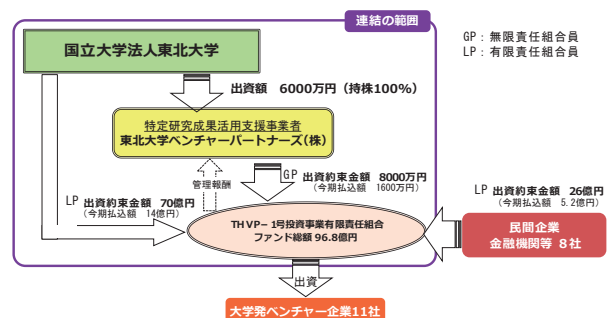 連結の範囲
GP：無限責任組合員
LP：有限責任組合員
国立大学法人東北大学
出資額 6000万円（持株100%）
特定研究成果活用支援事業者
東北大学ベンチャーパートナーズ(株)
管理報酬
GP 出資約束金額 8000万円
（今期払込額 1600万円）
LP 出資約束金額 70億円
（今期払込額 14億円）
LP 出資約束金額 26億円
（今期払込額 5.2億円）
THVP－1号投資事業有限責任組合
ファンド総額 96.8億円
民間企業
金融機関等 8社
出資
大学発ベンチャー企業11社